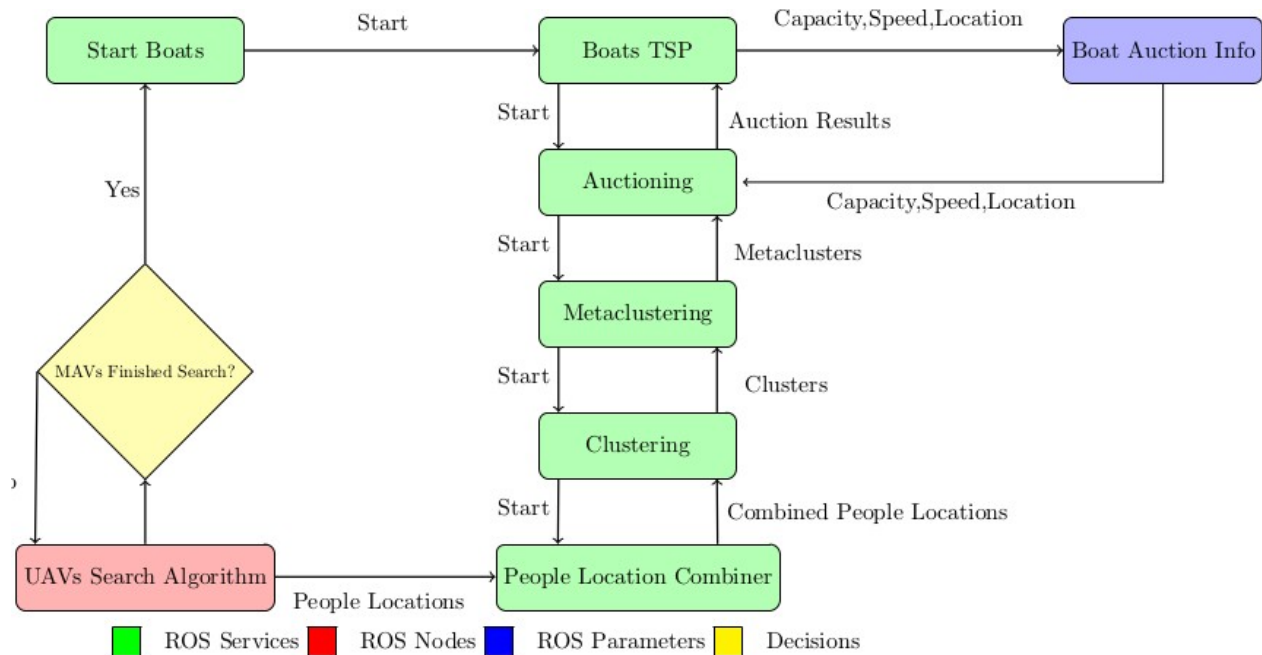 Start Boats
Start
Boats TSP
Capacity,Speed,Location
Boat Auction Info
Start
Auction Results
Auctioning
Capacity,Speed,Location
Yes
Start
Metaclusters
Metaclustering
MAVs Finished Search?
Start
Clusters
Clustering
Start
Combined People Locations
UAVs Search Algorithm
People Locations
People Location Combiner
ROS Services
ROS Nodes
ROS Parameters
Decisions